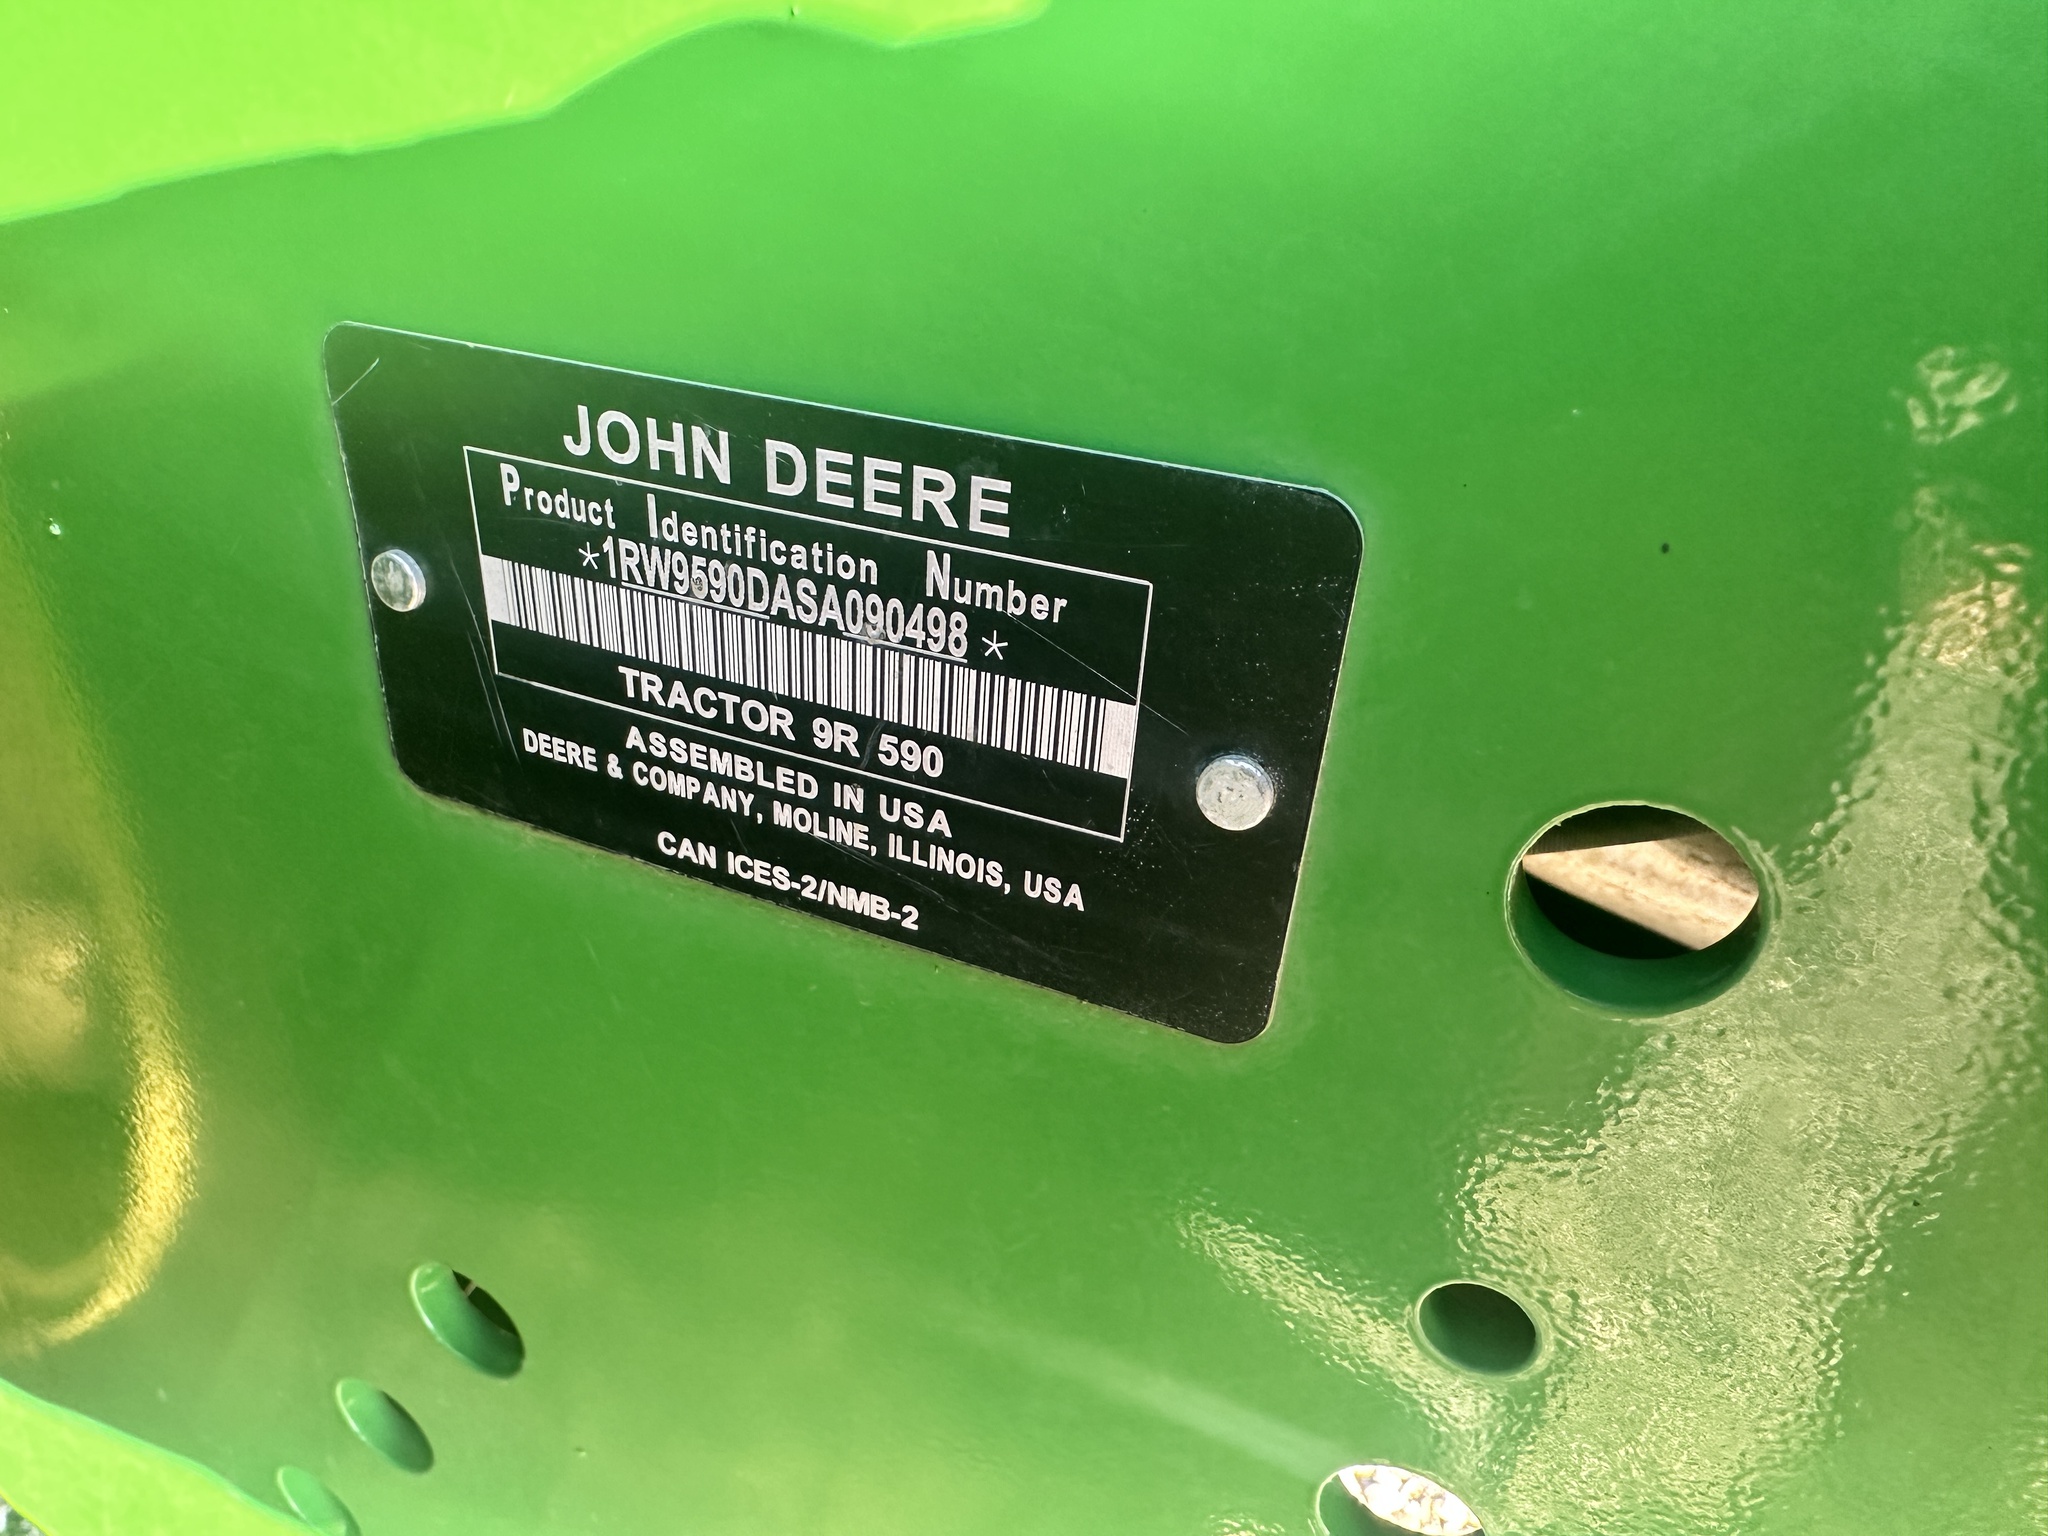 JOHN DEERE
Product Identification Number
*1RW9590DASA090498*
TRACTOR 9R 590
ASSEMBLED IN USA
DEERE & COMPANY, MOLINE, ILLINOIS, USA
CAN ICES-2/NMB-2